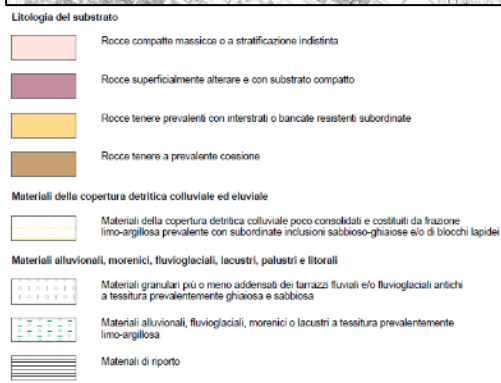 Litologia del substrato
Rocce compatte massicce o a stratificazione indistinta
Rocce superficialmente alterare e con substrato compatto
Rocce tenere prevalenti con interstrati o bancate resistenti subordinate
Rocce tenere a prevalente coesione
Materiali della copertura detritica colluviale ed eluviale
Materiali della copertura detritica colluviale poco consolidati e costituiti da frazione
limo-argillosa prevalente con subordinate inclusioni sabbioso-ghiaiose e/o di blocchi lapidei
Materiali alluvionali, morenici, fluvioglaciali, lacustri, palustri e litorali
Materiali granulari più o meno addensati dei tarrazzi fluviali e/o fluvioglaciali antichi
a tessitura prevalentemente ghiaiosa e sabbiosa
Materiali alluvionali, fluvioglaciali, morenici o lacustri a tessitura prevalentemente
limo-argillosa
Materiali di riporto